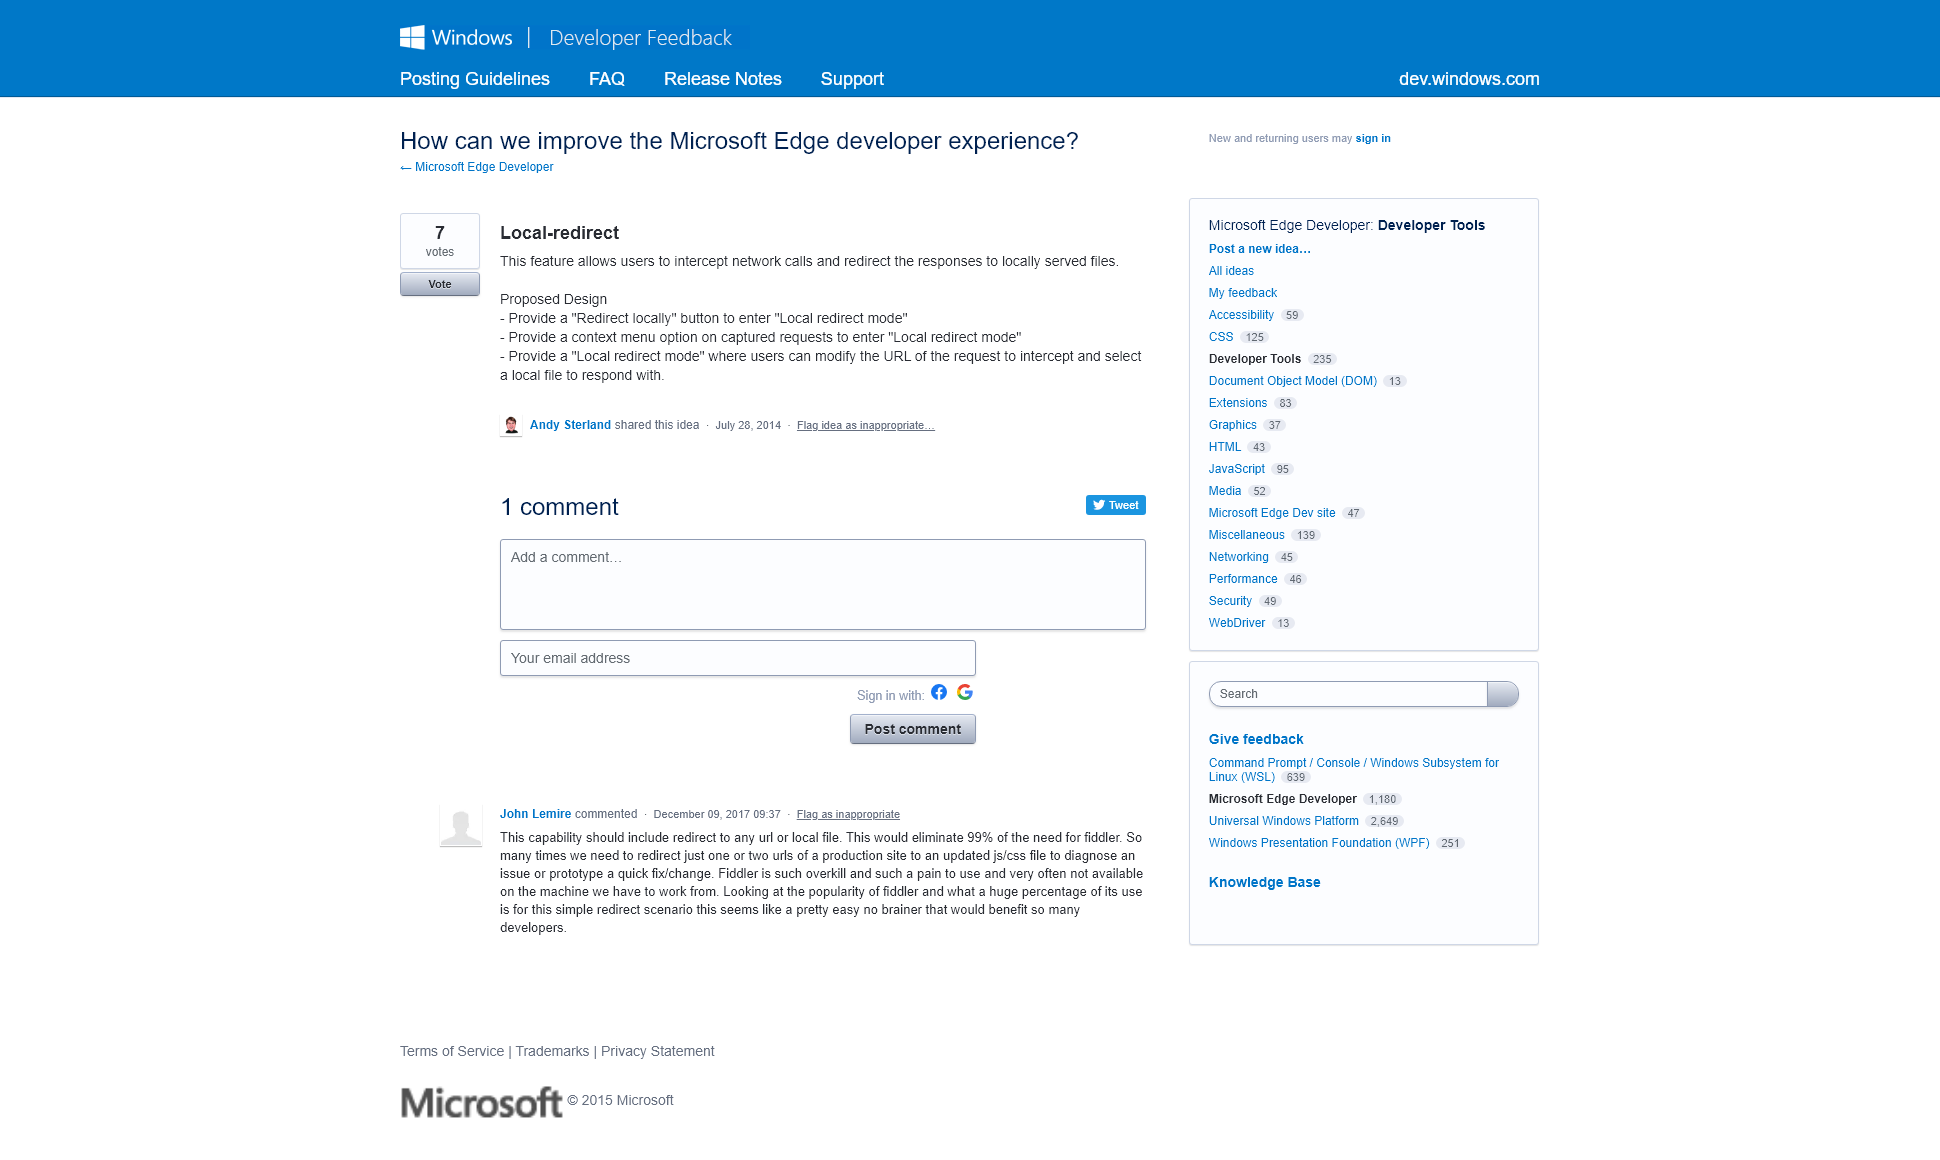 Windows | Developer Feedback
Posting Guidelines FAQ Release Notes Support dev.windows.com
How can we improve the Microsoft Edge developer experience?
← Microsoft Edge Developer
New and returning users may sign in
7
votes
Vote
Local-redirect
This feature allows users to intercept network calls and redirect the responses to locally served files.
Proposed Design
- Provide a "Redirect locally" button to enter "Local redirect mode"
- Provide a context menu option on captured requests to enter "Local redirect mode"
- Provide a "Local redirect mode" where users can modify the URL of the request to intercept and select
a local file to respond with.
Andy Sterland shared this idea · July 28, 2014 · Flag idea as inappropriate…
1 comment
Tweet
Add a comment…
Your email address
Sign in with:
Post comment
John Lemire commented · December 09, 2017 09:37 · Flag as inappropriate
This capability should include redirect to any url or local file. This would eliminate 99% of the need for fiddler. So
many times we need to redirect just one or two urls of a production site to an updated js/css file to diagnose an
issue or prototype a quick fix/change. Fiddler is such overkill and such a pain to use and very often not available
on the machine we have to work from. Looking at the popularity of fiddler and what a huge percentage of its use
is for this simple redirect scenario this seems like a pretty easy no brainer that would benefit so many
developers.
Microsoft Edge Developer: Developer Tools
Post a new idea…
All ideas
My feedback
Accessibility 59
CSS 125
Developer Tools 235
Document Object Model (DOM) 13
Extensions 83
Graphics 37
HTML 43
JavaScript 95
Media 52
Microsoft Edge Dev site 47
Miscellaneous 139
Networking 45
Performance 46
Security 49
WebDriver 13
Search
Give feedback
Command Prompt / Console / Windows Subsystem for
Linux (WSL) 639
Microsoft Edge Developer 1,180
Universal Windows Platform 2,649
Windows Presentation Foundation (WPF) 251
Knowledge Base
Terms of Service | Trademarks | Privacy Statement
Microsoft © 2015 Microsoft